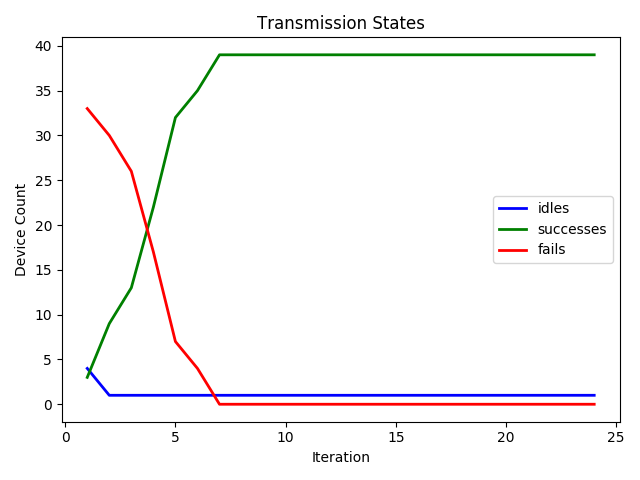 Transmission States
Device Count
40
35
30
25
20
15
10
5
0
idles
successes
fails
0 5 10 15 20 25
Iteration